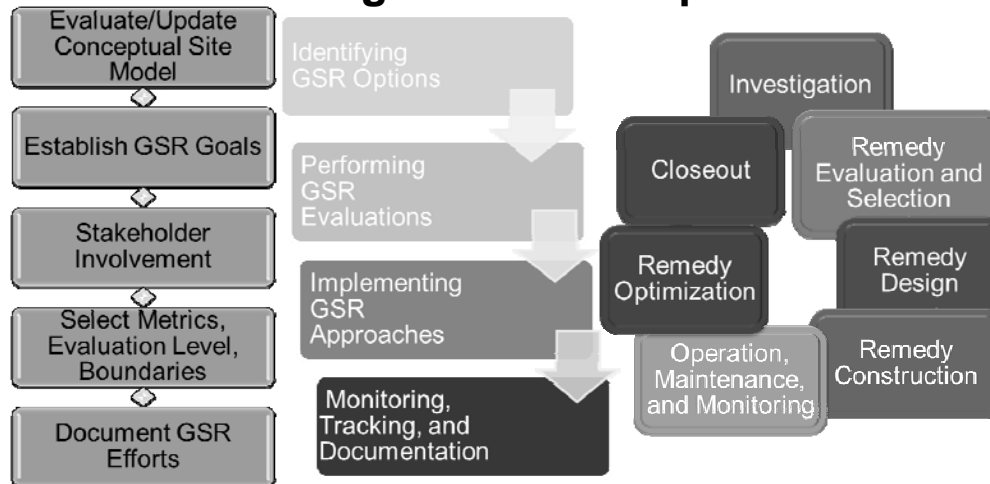 Evaluate/Update
Conceptual Site
Model
Establish GSR Goals
Stakeholder
Involvement
Select Metrics,
Evaluation Level,
Boundaries
Document GSR
Efforts
Identifying
GSR Options
Performing
GSR
Evaluations
Implementing
GSR
Approaches
Monitoring,
Tracking, and
Documentation
Investigation
Remedy
Evaluation and
Selection
Remedy
Design
Remedy
Construction
Operation,
Maintenance,
and Monitoring
Remedy
Optimization
Closeout